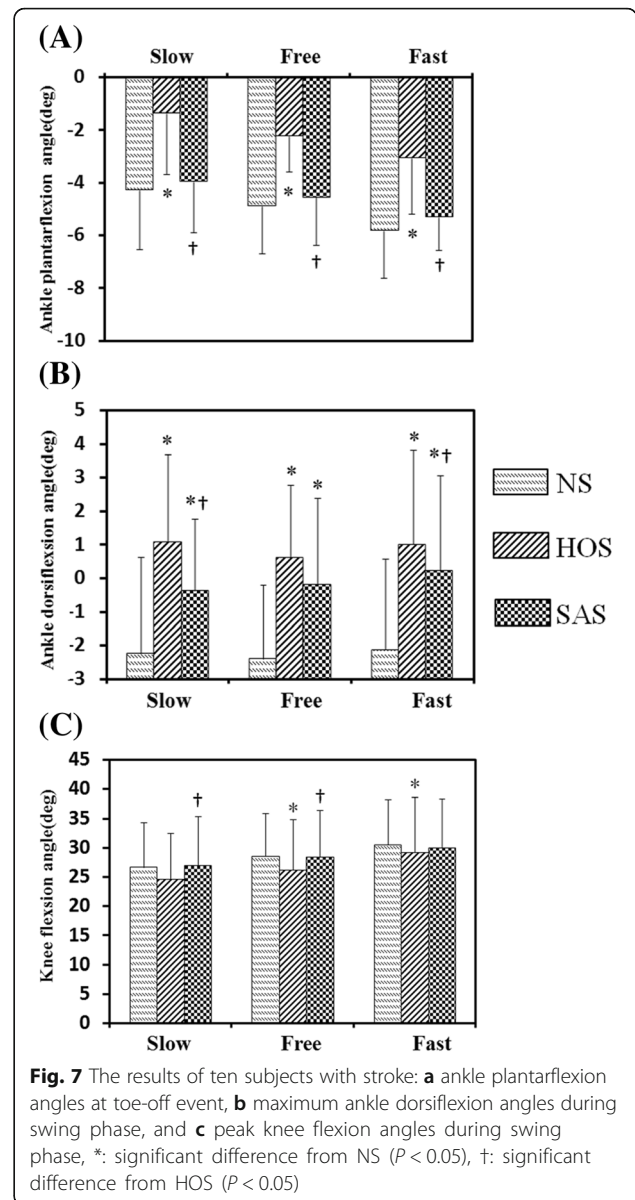 (A)
Slow Free Fast
0
-2
-4
-6
-8
-10
Ankle plantarflexion angle(deg)
* † * † * †
(B)
5
4
3
2
1
0
-1
-2
-3
Ankle dorsiflexsion angle(deg)
* *† * * * *†
Slow Free Fast
NS
HOS
SAS
(C)
45
40
35
30
25
20
15
10
5
0
Knee flexsion angle(deg)
† * † *
Slow Free Fast
Fig. 7 The results of ten subjects with stroke: a ankle plantarflexion
angles at toe-off event, b maximum ankle dorsiflexion angles during
swing phase, and c peak knee flexion angles during swing
phase, *: significant difference from NS (P < 0.05), †: significant
difference from HOS (P < 0.05)